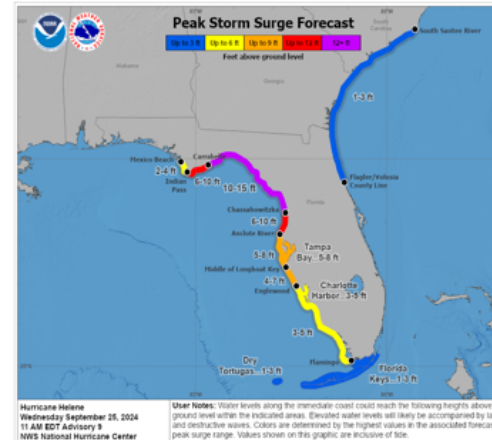 NOAA
Peak Storm Surge Forecast
Up to 3 ft Up to 6 ft Up to 9 ft Up to 12 ft 12+ ft
Feet above ground level
South Carolina
South Santee River
Alabama
Georgia
1-3 ft
Mexico Beach
Carrabelle
2-4 ft
Indian
Pass
6-10 ft
10-15 ft
Flagler/Volusia
County Line
Florida
Chassahowitzka
6-10 ft
Anclote River
Tampa
Bay...5-8 ft
5-8 ft
Middle of Longboat Key
4-7 ft
Englewood
Charlotte
Harbor...3-5 ft
3-5 ft
Flamingo
Dry
Tortugas...1-3 ft
Florida
Keys...1-3 ft
Hurricane Helene
Wednesday September 25, 2024
11 AM EDT Advisory 9
NWS National Hurricane Center
User Notes: Water levels along the immediate coast could reach the following heights above
ground level within the indicated areas. Elevated water levels will likely be accompanied by la
and destructive waves. Colors are determined by the highest values in the associated forecas
peak surge range. Values shown on this graphic are inclusive of tide.